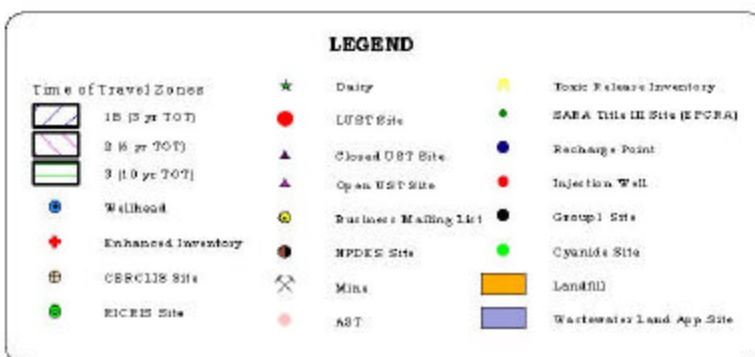 LEGEND
Time of Travel Zones
1B (3 yr TOT)
2 (6 yr TOT)
3 (10 yr TOT)
Wellhead
Enhanced Inventory
CERCLIS Site
RICRIS Site
Dairy
LUST Site
Closed UST Site
Open UST Site
Business Mailing List
NPDES Site
Mine
AST
Toxic Release Inventory
SARA Title III Site (EPCRA)
Recharge Point
Injection Well
Group1 Site
Cyanide Site
Landfill
Wastewater Land App Site